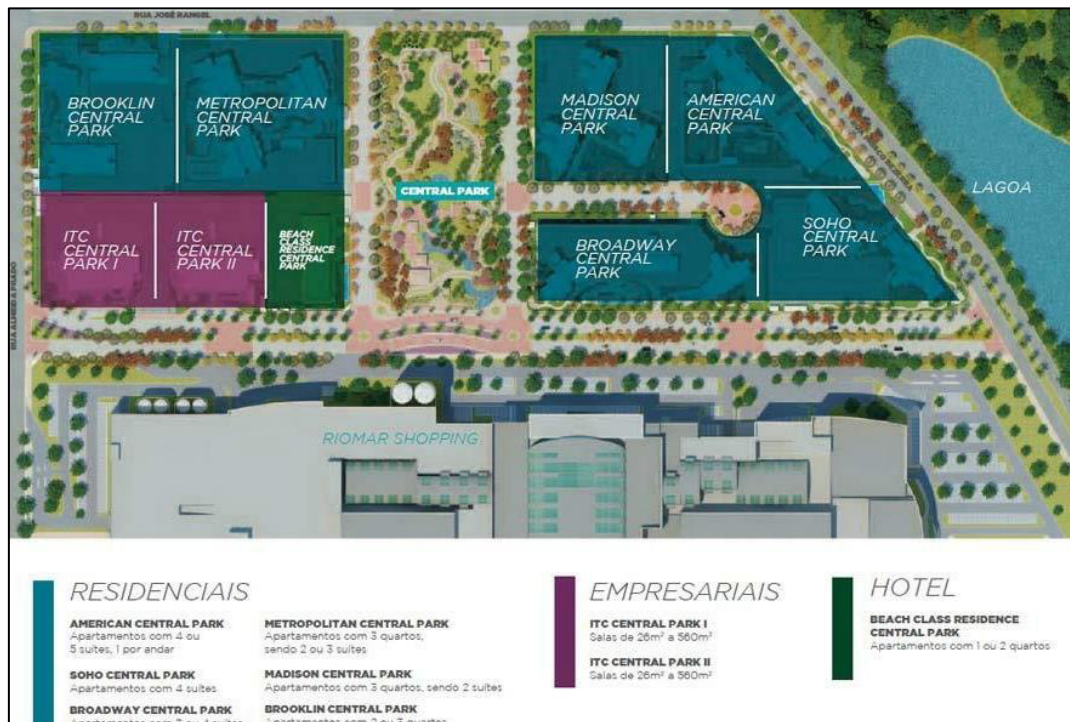 RUA JOSÉ RANGEL
BROOKLIN
CENTRAL
PARK
METROPOLITAN
CENTRAL
PARK
MADISON
CENTRAL
PARK
AMERICAN
CENTRAL
PARK
CENTRAL PARK
LAGOA
ITC
CENTRAL
PARK I
ITC
CENTRAL
PARK II
BEACH
CLASS
RESIDENCE
CENTRAL
PARK
BROADWAY
CENTRAL
PARK
SOHO
CENTRAL
PARK
RIOMAR SHOPPING
RESIDENCIAIS
AMERICAN CENTRAL PARK
Apartamentos com 4 ou
5 suítes, 1 por andar
SOHO CENTRAL PARK
Apartamentos com 4 suítes
BROADWAY CENTRAL PARK
METROPOLITAN CENTRAL PARK
Apartamentos com 3 quartos,
sendo 2 ou 3 suítes
MADISON CENTRAL PARK
Apartamentos com 3 quartos, sendo 2 suítes
BROOKLIN CENTRAL PARK
EMPRESARIAIS
ITC CENTRAL PARK I
Salas de 26m² a 560m²
ITC CENTRAL PARK II
Salas de 26m² a 560m²
HOTEL
BEACH CLASS RESIDENCE
CENTRAL PARK
Apartamentos com 1 ou 2 quartos